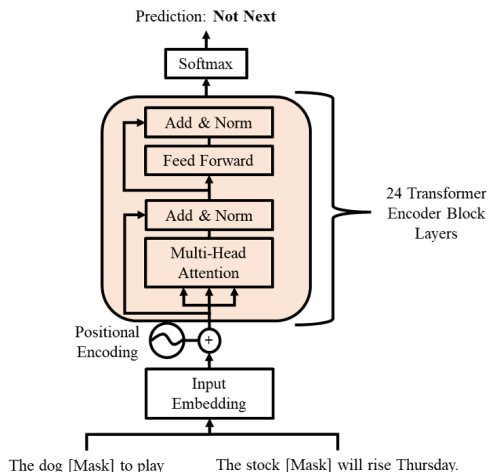 Prediction: Not Next
Softmax
Add & Norm
Feed Forward
Add & Norm
Multi-Head
Attention
24 Transformer
Encoder Block
Layers
Positional
Encoding
+
Input
Embedding
The dog [Mask] to play
The stock [Mask] will rise Thursday.